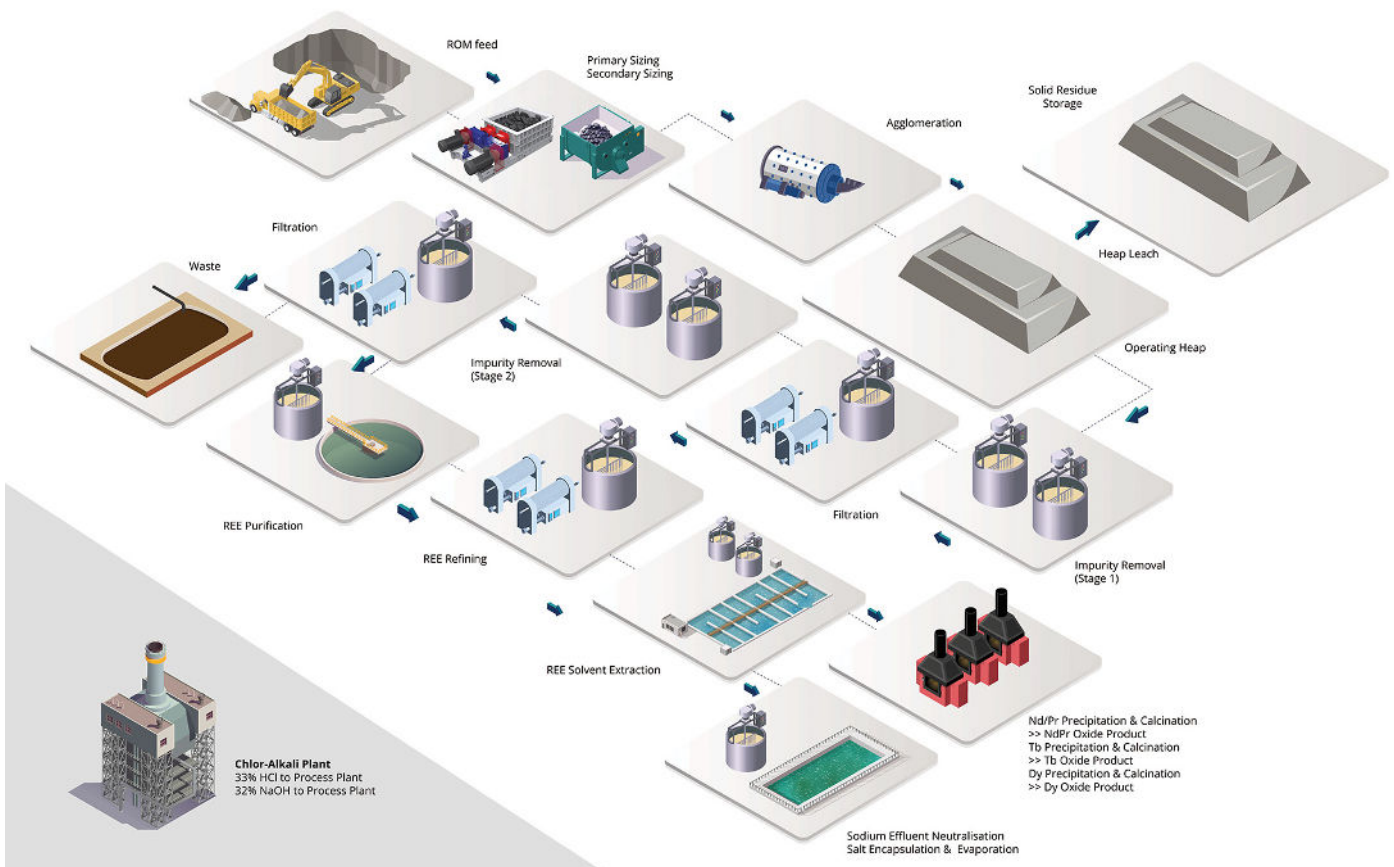 ROM feed
Primary Sizing
Secondary Sizing
Agglomeration
Solid Residue
Storage
Heap Leach
Operating Heap
Filtration
Waste
Impurity Removal
(Stage 2)
Filtration
Impurity Removal
(Stage 1)
REE Purification
REE Refining
REE Solvent Extraction
Nd/Pr Precipitation & Calcination
>> NdPr Oxide Product
Tb Precipitation & Calcination
>> Tb Oxide Product
Dy Precipitation & Calcination
>> Dy Oxide Product
Chlor-Alkali Plant
33% HCl to Process Plant
32% NaOH to Process Plant
Sodium Effluent Neutralisation
Salt Encapsulation & Evaporation